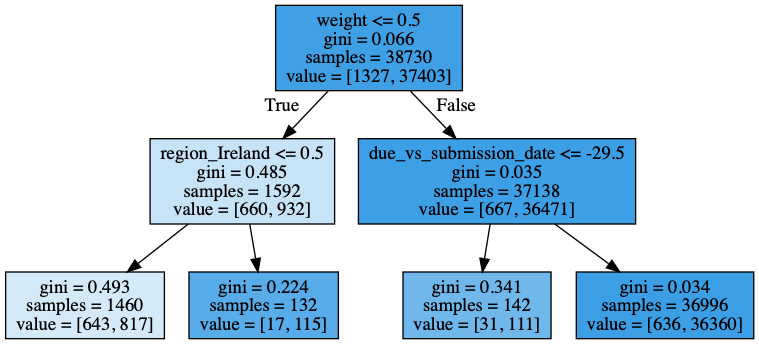 weight <= 0.5
gini = 0.066
samples = 38730
value = [1327, 37403]
True
False
region_Ireland <= 0.5
gini = 0.485
samples = 1592
value = [660, 932]
due_vs_submission_date <= -29.5
gini = 0.035
samples = 37138
value = [667, 36471]
gini = 0.493
samples = 1460
value = [643, 817]
gini = 0.224
samples = 132
value = [17, 115]
gini = 0.341
samples = 142
value = [31, 111]
gini = 0.034
samples = 36996
value = [636, 36360]